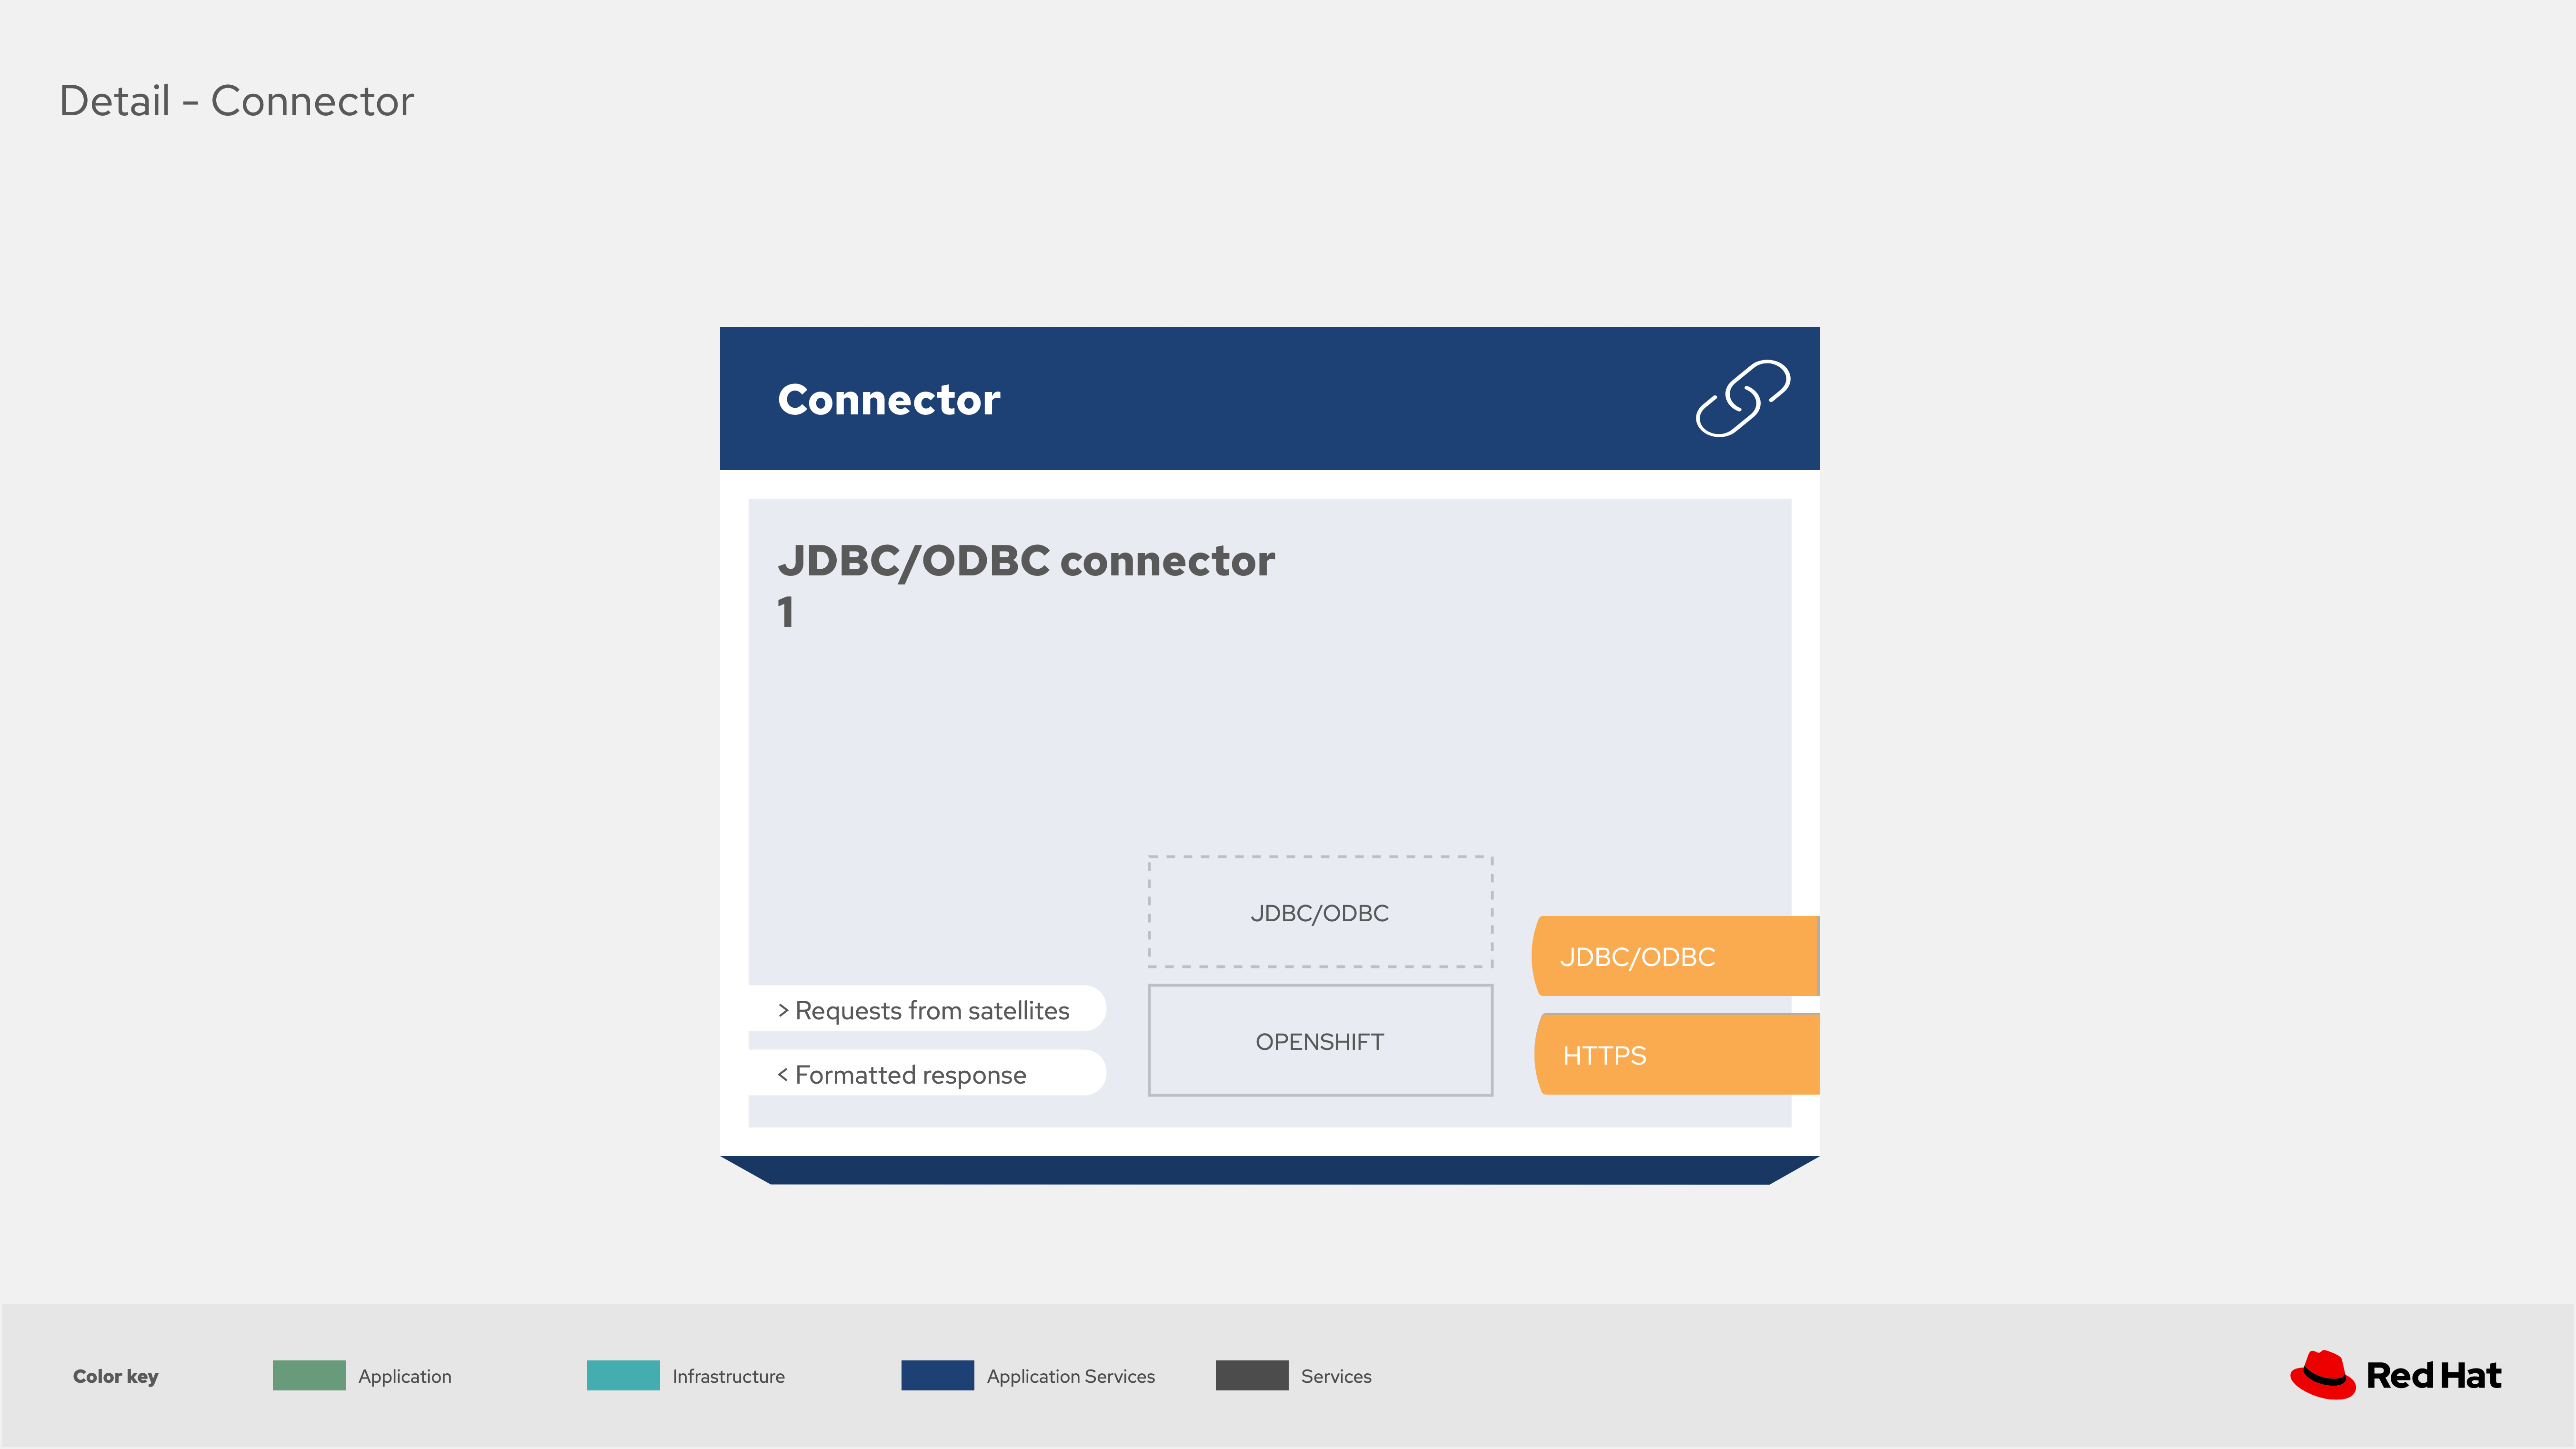 Detail - Connector
Connector
JDBC/ODBC connector
1
JDBC/ODBC
JDBC/ODBC
> Requests from satellites
OPENSHIFT
HTTPS
< Formatted response
Color key
Application
Infrastructure
Application Services
Services
Red Hat